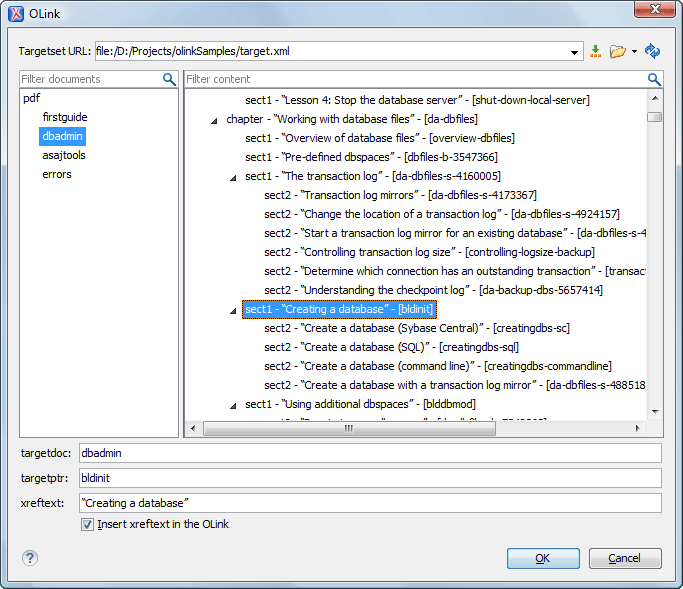 OLink
Targetset URL: file:/D:/Projects/olinkSamples/target.xml
Filter documents
pdf
firstguide
dbadmin
asajtools
errors
Filter content
sect1 - “Lesson 4: Stop the database server” - [shut-down-local-server]
chapter - “Working with database files” - [da-dbfiles]
sect1 - “Overview of database files” - [overview-dbfiles]
sect1 - “Pre-defined dbspaces” - [dbfiles-b-3547366]
sect1 - “The transaction log” - [da-dbfiles-s-4160005]
sect2 - “Transaction log mirrors” - [da-dbfiles-s-4173367]
sect2 - “Change the location of a transaction log” - [da-dbfiles-s-4924157]
sect2 - “Start a transaction log mirror for an existing database” - [da-dbfiles-s-4
sect2 - “Controlling transaction log size” - [controlling-logsize-backup]
sect2 - “Determine which connection has an outstanding transaction” - [transac
sect2 - “Understanding the checkpoint log” - [da-backup-dbs-5657414]
sect1 - “Creating a database” - [bldinit]
sect2 - “Create a database (Sybase Central)” - [creatingdbs-sc]
sect2 - “Create a database (SQL)” - [creatingdbs-sql]
sect2 - “Create a database (command line)” - [creatingdbs-commandline]
sect2 - “Create a database with a transaction log mirror” - [da-dbfiles-s-488518
sect1 - “Using additional dbspaces” - [blddbmod]
targetdoc: dbadmin
targetptr: bldinit
xreftext: “Creating a database”
Insert xreftext in the OLink
?
OK
Cancel